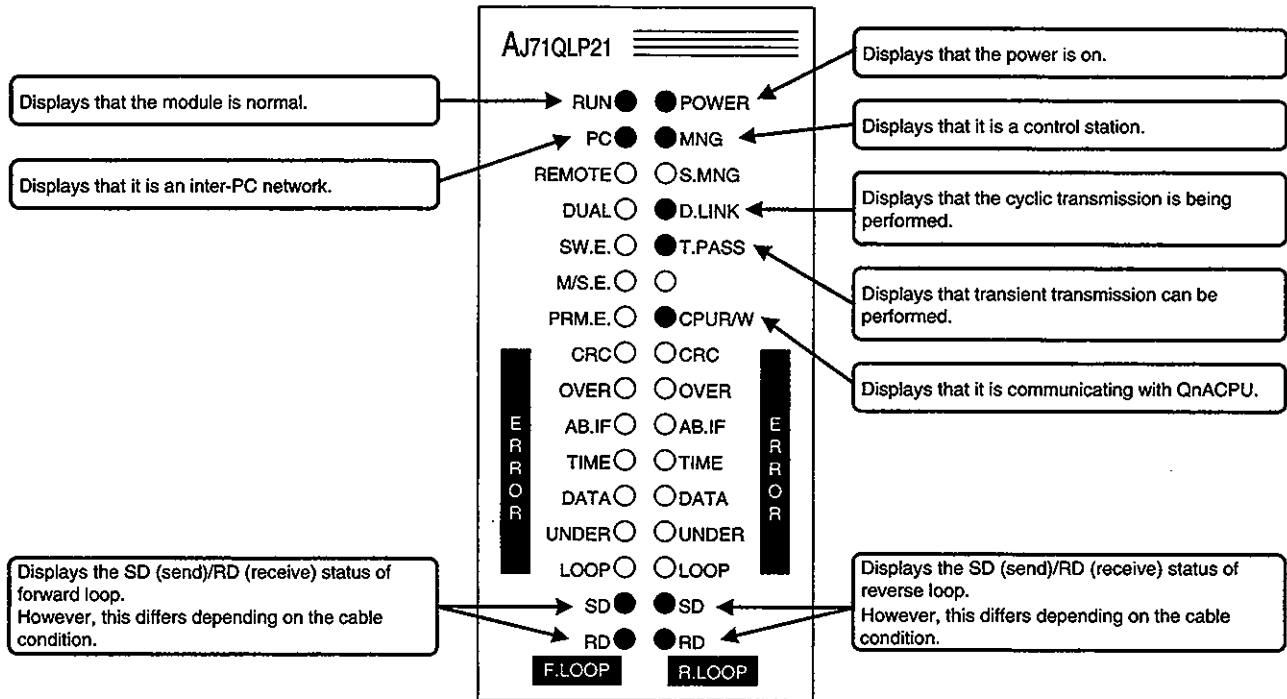 AJ71QLP21
Displays that the module is normal.
Displays that it is an inter-PC network.
Displays the SD (send)/RD (receive) status of
forward loop.
However, this differs depending on the cable
condition.
RUN POWER
PC MNG
REMOTE S.MNG
DUAL D.LINK
SW.E. T.PASS
M/S.E.
PRM.E. CPUR/W
CRC CRC
OVER OVER
AB.IF AB.IF
TIME TIME
DATA DATA
UNDER UNDER
LOOP LOOP
SD SD
RD RD
ERROR
ERROR
F.LOOP R.LOOP
Displays that the power is on.
Displays that it is a control station.
Displays that the cyclic transmission is being
performed.
Displays that transient transmission can be
performed.
Displays that it is communicating with QnACPU.
Displays the SD (send)/RD (receive) status of
reverse loop.
However, this differs depending on the cable
condition.